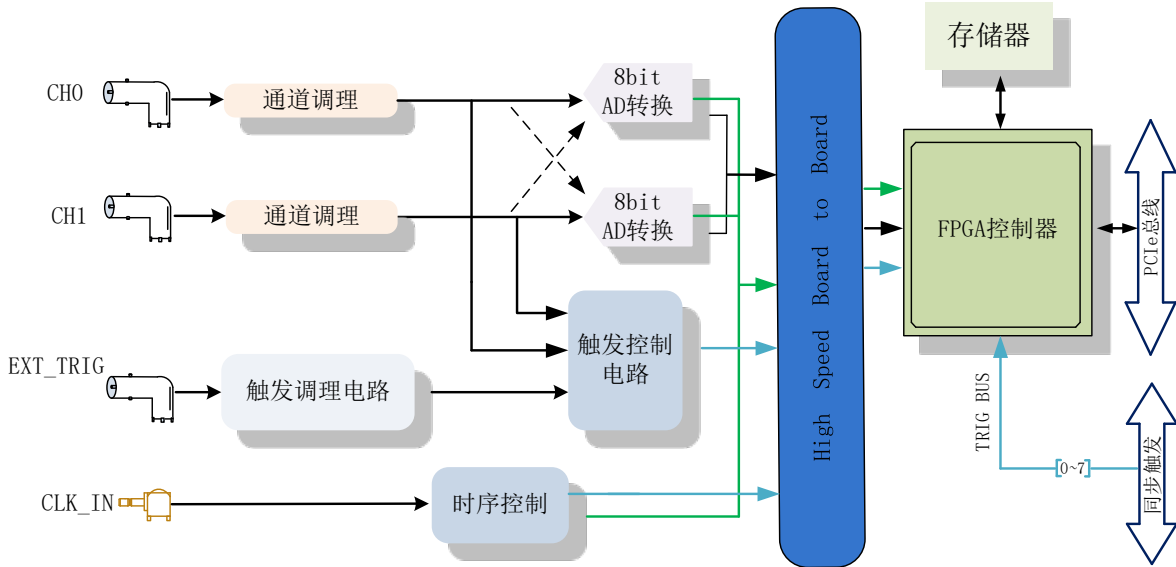 存储器
CH0
通道调理
8bit
AD转换
CH1
通道调理
8bit
AD转换
High Speed Board to Board
FPGA控制器
PCIe总线
EXT_TRIG
触发调理电路
触发控制
电路
TRIG BUS
[0~7]
同步触发
CLK_IN
时序控制